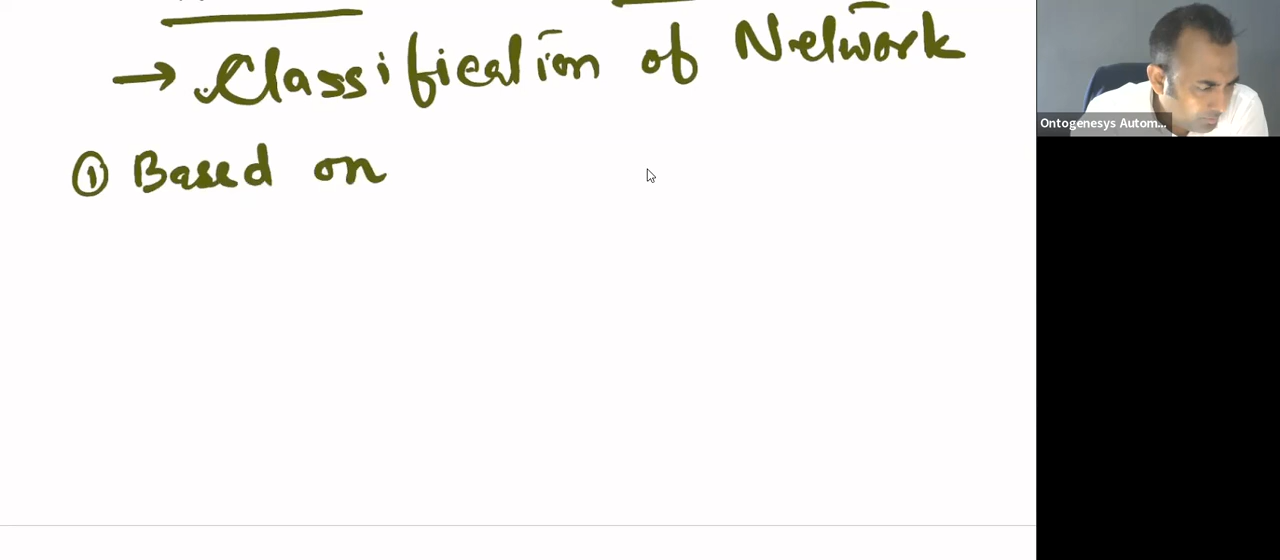 → Classification of Network
① Based on
Ontogenesys Autom...